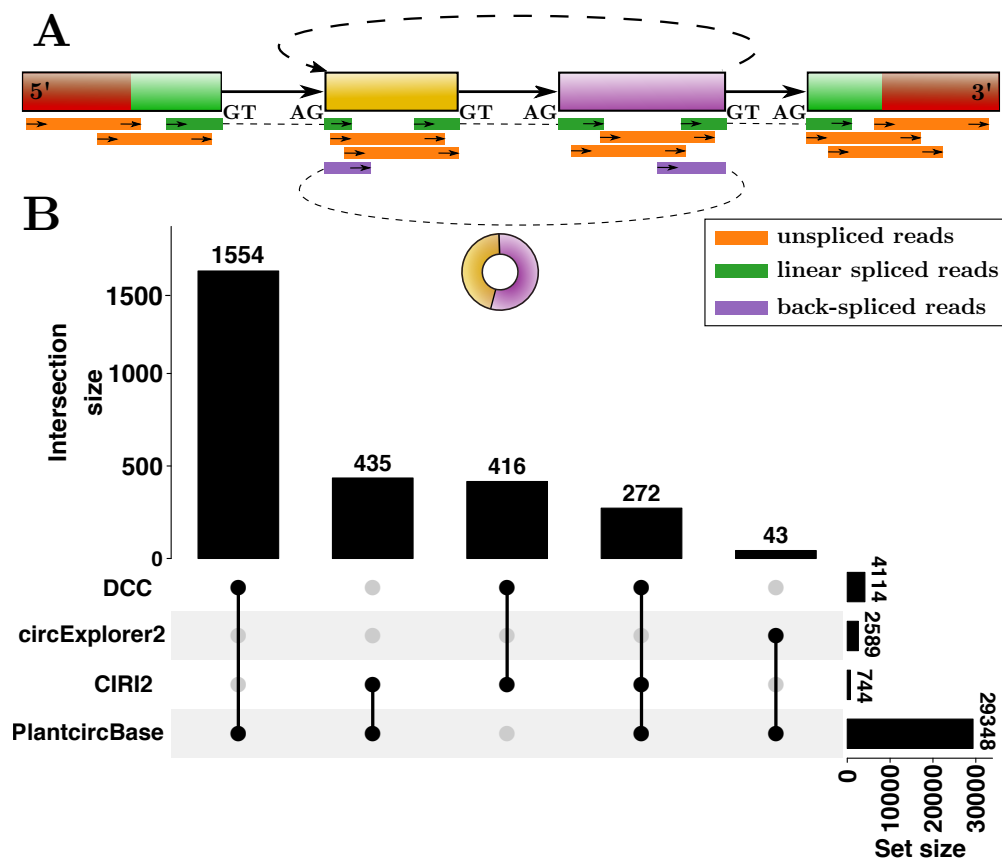 A
5'
3'
GT
AG
GT
AG
GT
AG
B
unspliced reads
linear spliced reads
back-spliced reads
Intersection
size
1500
1000
500
0
1554
435
416
272
43
DCC
circExplorer2
CIRI2
PlantcircBase
4114
2589
744
29348
0
10000
20000
30000
Set size